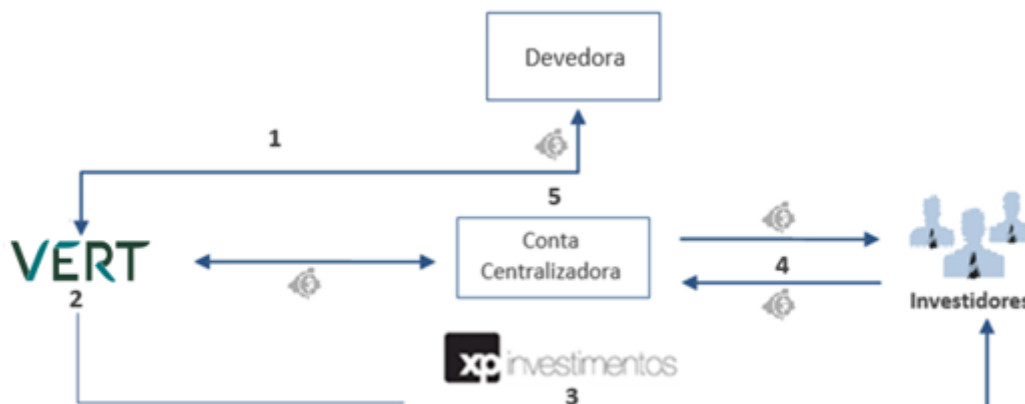 Devedora
1
5
VERT
2
Conta
Centralizadora
4
Investidores
xp investimentos
3